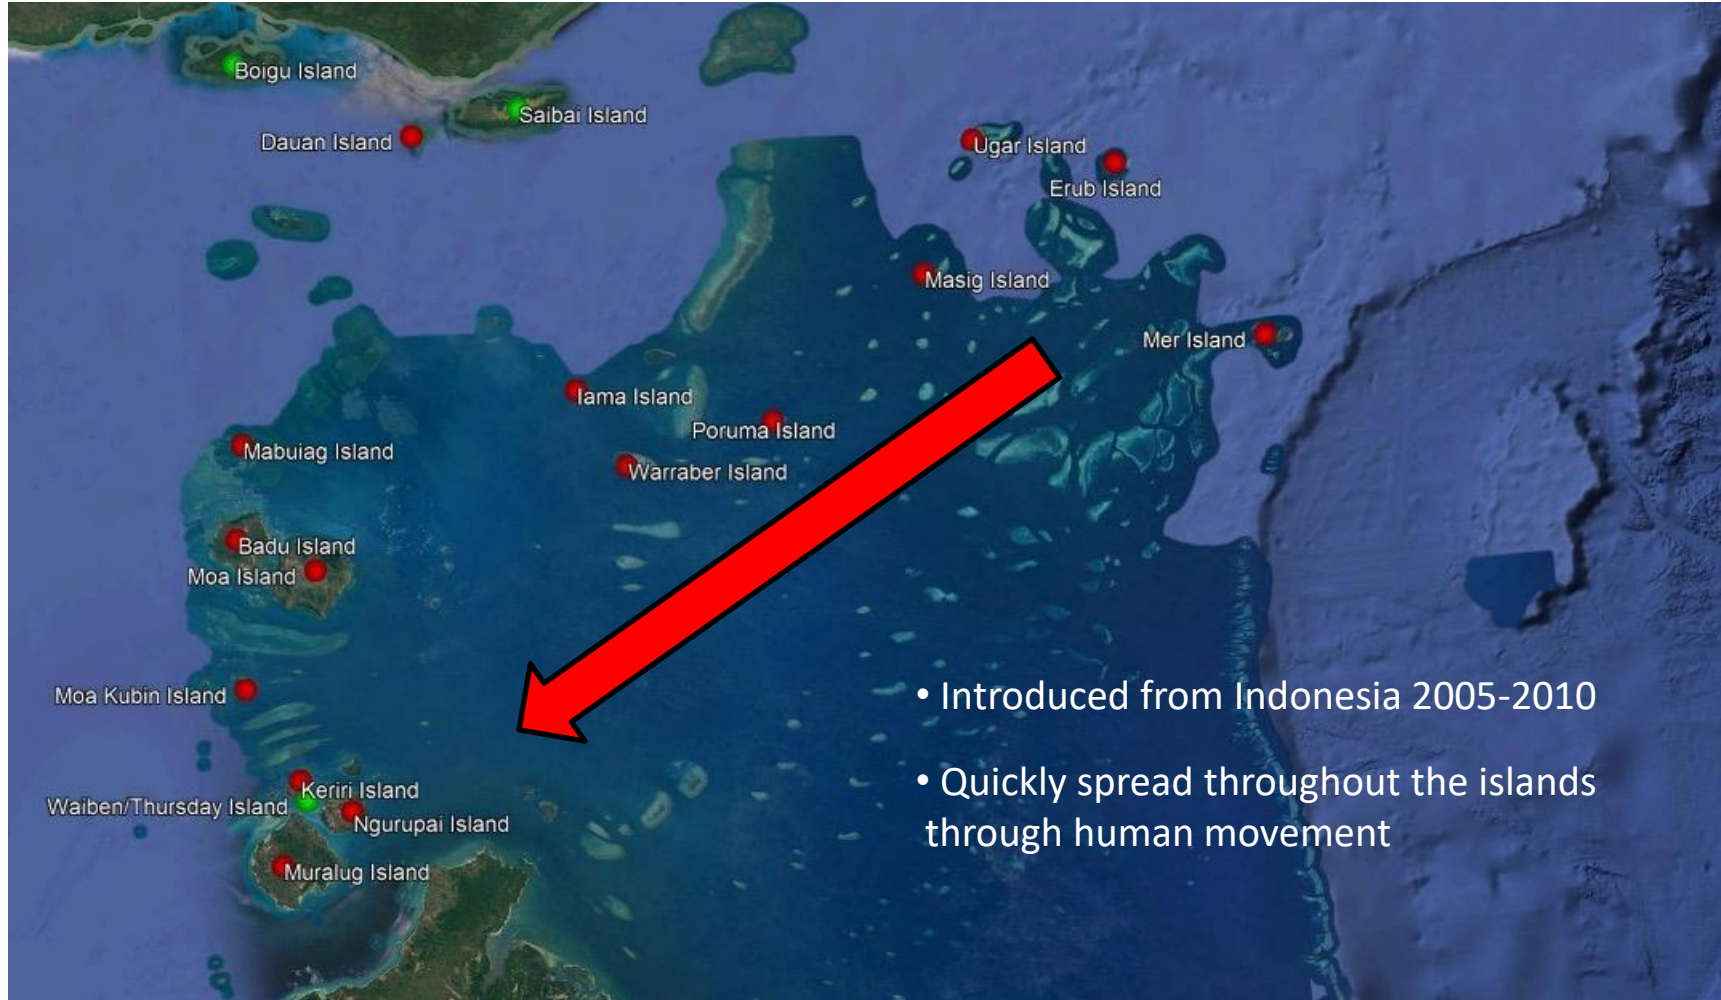 Boigu Island
Saibai Island
Dauan Island
Ugar Island
Erub Island
Masig Island
Mer Island
Iama Island
Poruma Island
Mabuiag Island
Warraber Island
Badu Island
Moa Island
Moa Kubin Island
Keriri Island
Waiben/Thursday Island
Ngurupai Island
Muralug Island
• Introduced from Indonesia 2005-2010
• Quickly spread throughout the islands
through human movement